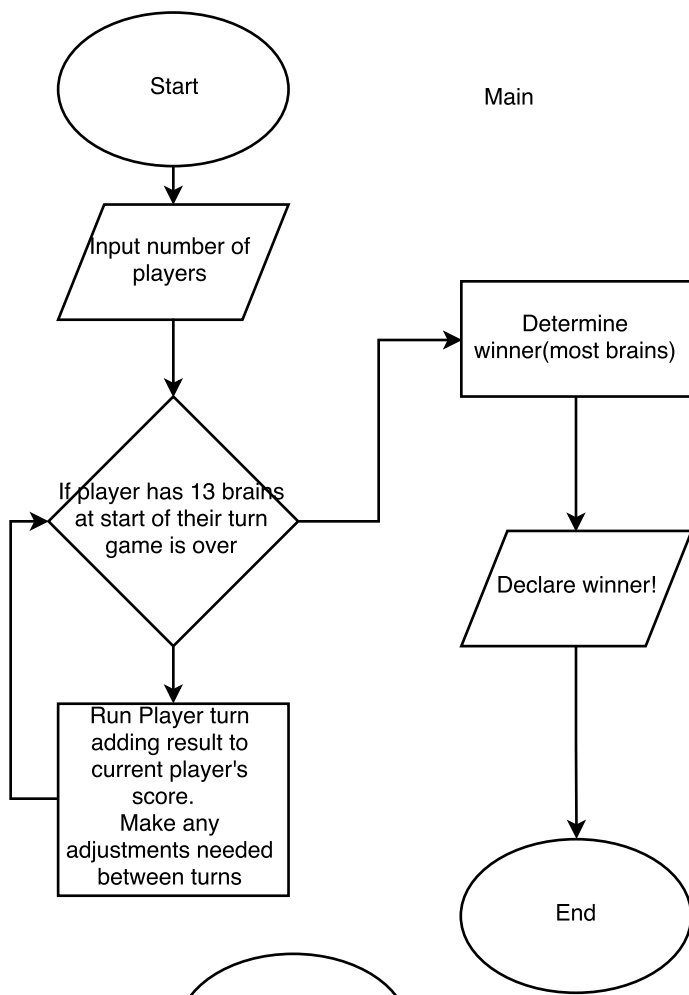 Start
Main
Input number of
players
Determine
winner(most brains)
If player has 13 brains
at start of their turn
game is over
Declare winner!
Run Player turn
adding result to
current player's
score.
Make any
adjustments needed
between turns
End